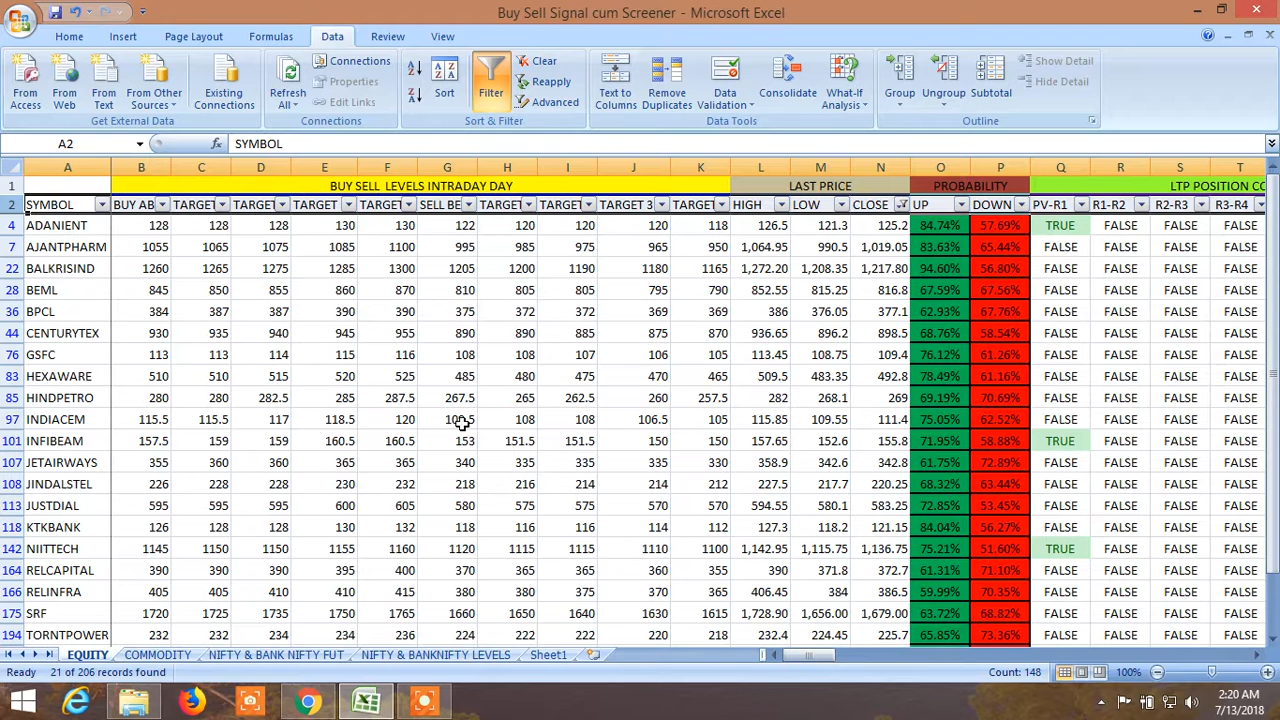 Buy Sell Signal cum Screener - Microsoft Excel
Home Insert Page Layout Formulas Data Review View
From Access From Web From Text From Other Sources Existing Connections Refresh All Connections Properties Edit Links Sort Filter Clear Reapply Advanced Text to Columns Remove Duplicates Data Validation Consolidate What-If Analysis Group Ungroup Subtotal Show Detail Hide Detail
Get External Data Connections Sort & Filter Data Tools Outline
A2 fx SYMBOL
A B C D E F G H I J K L M N O P Q R S T
1 BUY SELL LEVELS INTRADAY DAY LAST PRICE PROBABILITY LTP POSITION CO
2 SYMBOL BUY AB TARGET TARGET TARGET TARGET SELL BE TARGET TARGET TARGET 3 TARGET HIGH LOW CLOSE UP DOWN PV-R1 R1-R2 R2-R3 R3-R4
4 ADANIENT 128 128 128 130 130 122 120 120 120 118 126.5 121.3 125.2 84.74% 57.69% TRUE FALSE FALSE FALSE
7 AJANTPHARM 1055 1065 1075 1085 1100 995 985 975 965 950 1,064.95 990.5 1,019.05 83.63% 65.44% FALSE FALSE FALSE FALSE
22 BALKRISIND 1260 1265 1275 1285 1300 1205 1200 1190 1180 1165 1,272.20 1,208.35 1,217.80 94.60% 56.80% FALSE FALSE FALSE FALSE
28 BEML 845 850 855 860 870 810 805 805 795 790 852.55 815.25 816.8 67.59% 67.56% FALSE FALSE FALSE FALSE
36 BPCL 384 387 387 390 390 375 372 372 369 369 386 376.05 377.1 62.93% 67.76% FALSE FALSE FALSE FALSE
44 CENTURYTEX 930 935 940 945 955 890 890 885 875 870 936.65 896.2 898.5 68.76% 58.54% FALSE FALSE FALSE FALSE
76 GSFC 113 113 114 115 116 108 108 107 106 105 113.45 108.75 109.4 76.12% 61.26% FALSE FALSE FALSE FALSE
83 HEXAWARE 510 510 515 520 525 485 480 475 470 465 509.5 483.35 492.8 78.49% 61.16% FALSE FALSE FALSE FALSE
85 HINDPETRO 280 280 282.5 285 287.5 267.5 265 262.5 260 257.5 282 268.1 269 69.19% 70.69% FALSE FALSE FALSE FALSE
97 INDIACEM 115.5 115.5 117 118.5 120 108 108 106.5 105 115.85 109.55 111.4 75.05% 62.52% FALSE FALSE FALSE FALSE
101 INFIBEAM 157.5 159 159 160.5 160.5 153 151.5 151.5 150 150 157.65 152.6 155.8 71.95% 58.88% TRUE FALSE FALSE FALSE
107 JETAIRWAYS 355 360 360 365 365 340 335 335 335 330 358.9 342.6 342.6 61.75% 72.89% FALSE FALSE FALSE FALSE
108 JINDALSTEL 226 228 228 230 232 218 216 214 214 212 227.5 217.7 220.25 68.32% 63.44% FALSE FALSE FALSE FALSE
113 JUSTDIAL 595 595 595 600 605 580 575 575 570 570 594.55 580.1 583.25 72.85% 53.45% FALSE FALSE FALSE FALSE
118 KTKBANK 126 128 128 130 132 118 116 116 114 112 127.3 118.2 121.15 84.04% 56.27% FALSE FALSE FALSE FALSE
142 NIITTECH 1145 1150 1150 1155 1160 1120 1115 1115 1110 1100 1,142.95 1,115.75 1,136.75 75.21% 51.60% TRUE FALSE FALSE FALSE
164 RELCAPITAL 390 390 390 395 400 370 365 365 360 355 390 371.8 372.7 61.31% 71.10% FALSE FALSE FALSE FALSE
166 RELINFRA 405 405 410 410 415 380 380 375 370 365 406.45 384 386.5 59.99% 70.35% FALSE FALSE FALSE FALSE
175 SRF 1720 1725 1735 1750 1765 1660 1650 1640 1630 1615 1,728.90 1,656.00 1,679.00 63.72% 68.82% FALSE FALSE FALSE FALSE
194 TORNTPOWER 232 232 234 234 236 224 222 222 220 218 232.4 224.45 225.7 65.85% 73.36% FALSE FALSE FALSE FALSE
EQUITY COMMODITY NIFTY & BANK NIFTY FUT NIFTY & BANKNIFTY LEVELS Sheet1
Ready 21 of 206 records found Count: 148 100%
2:20 AM
7/13/2018